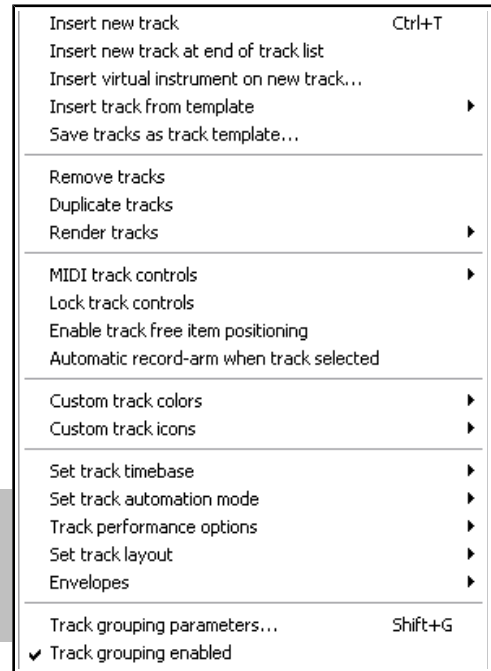 Insert new track Ctrl+T
Insert new track at end of track list
Insert virtual instrument on new track...
Insert track from template
Save tracks as track template...
Remove tracks
Duplicate tracks
Render tracks
MIDI track controls
Lock track controls
Enable track free item positioning
Automatic record-arm when track selected
Custom track colors
Custom track icons
Set track timebase
Set track automation mode
Track performance options
Set track layout
Envelopes
Track grouping parameters... Shift+G
Track grouping enabled